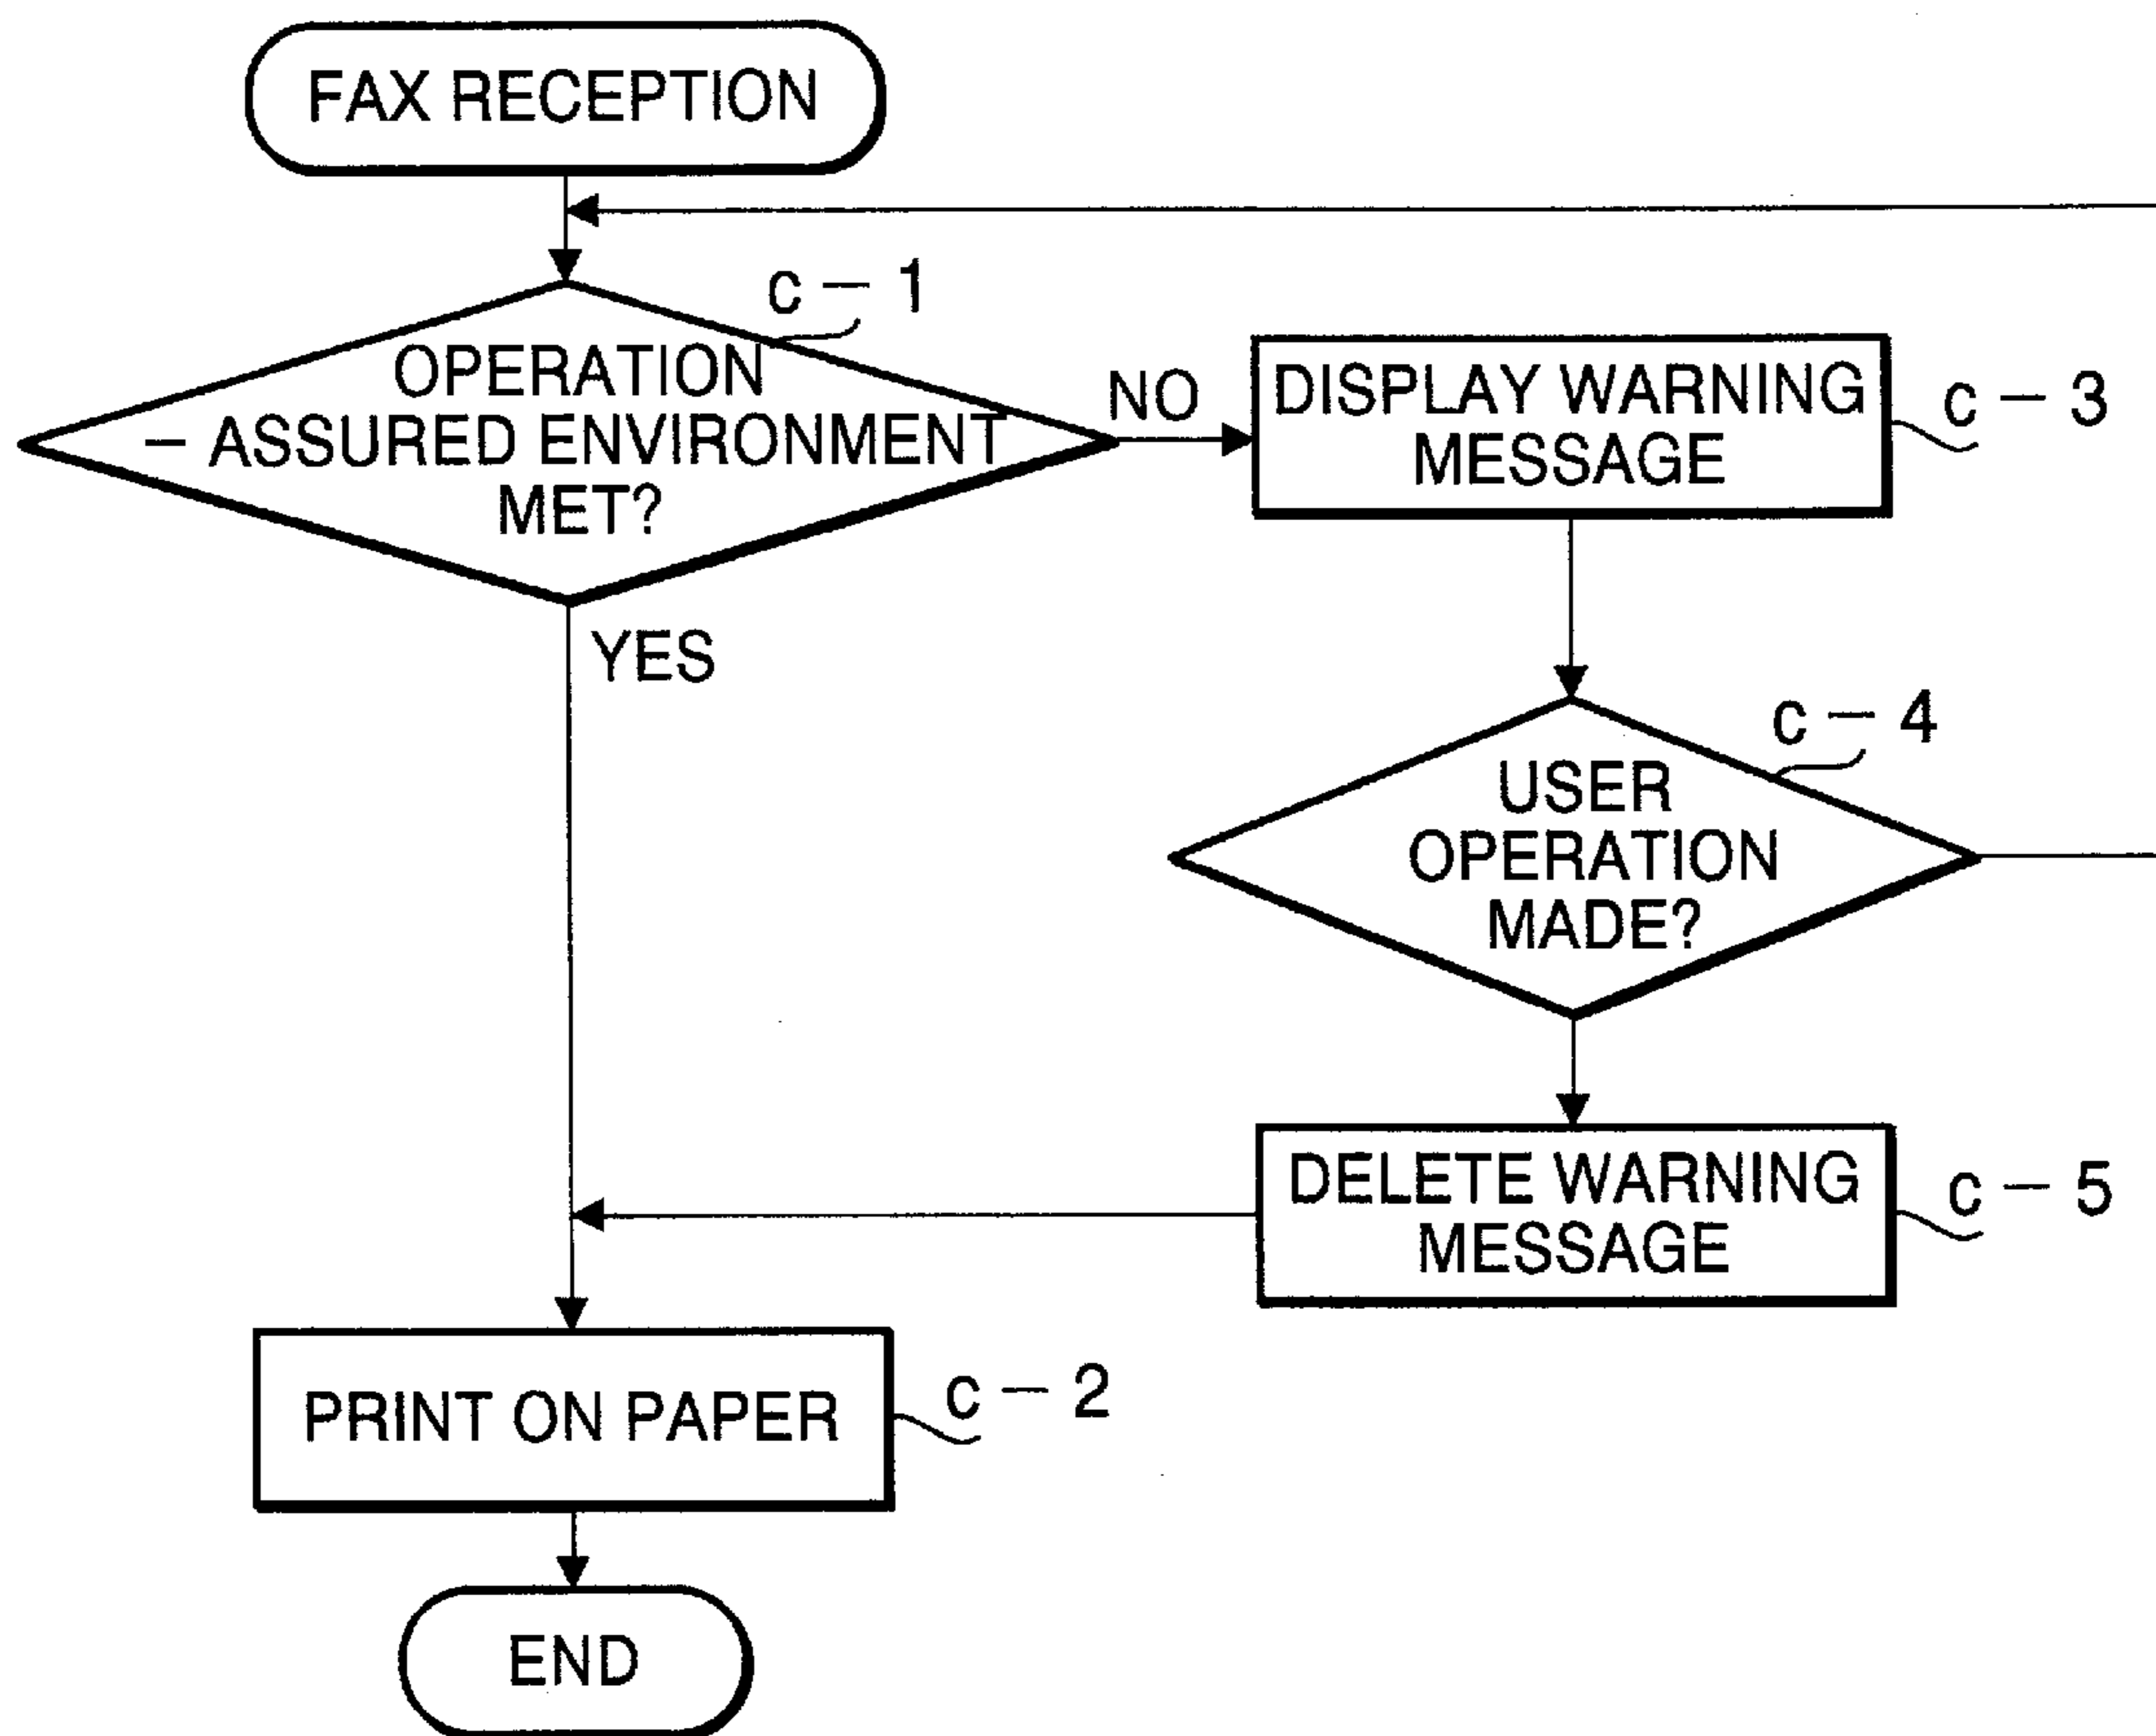 FAX RECEPTION
c – 1
OPERATION
– ASSURED ENVIRONMENT
MET?
NO
YES
DISPLAY WARNING
MESSAGE
c – 3
c – 4
USER
OPERATION
MADE?
DELETE WARNING
MESSAGE
c – 5
PRINT ON PAPER
c – 2
END